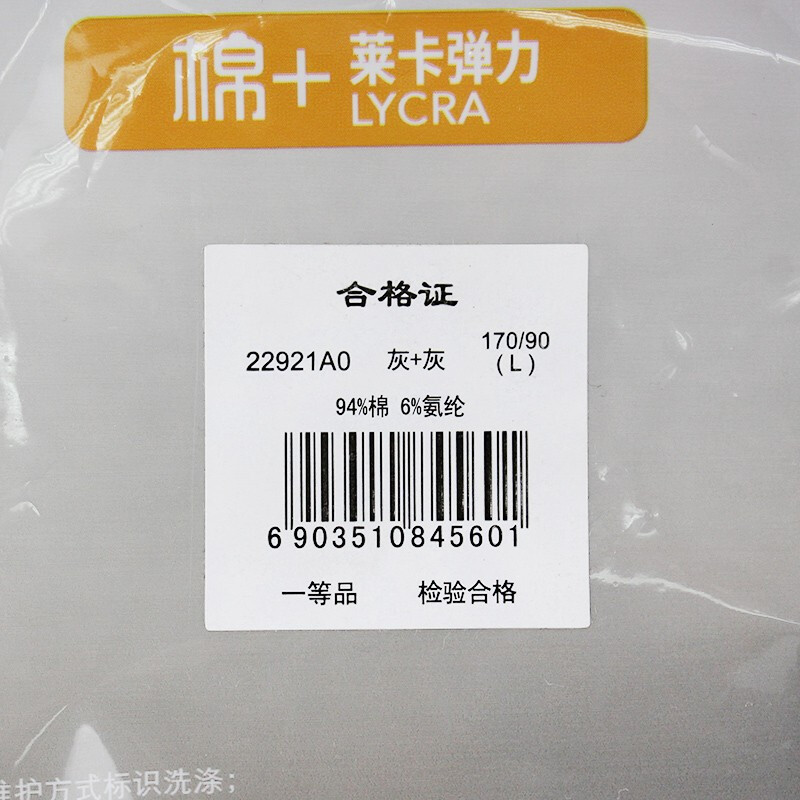 棉+ 莱卡弹力
LYCRA
合格证
22921A0 灰+灰 170/90
(L)
94%棉 6%氨纶
6903510845601
一等品 检验合格
护方式标识洗涤;